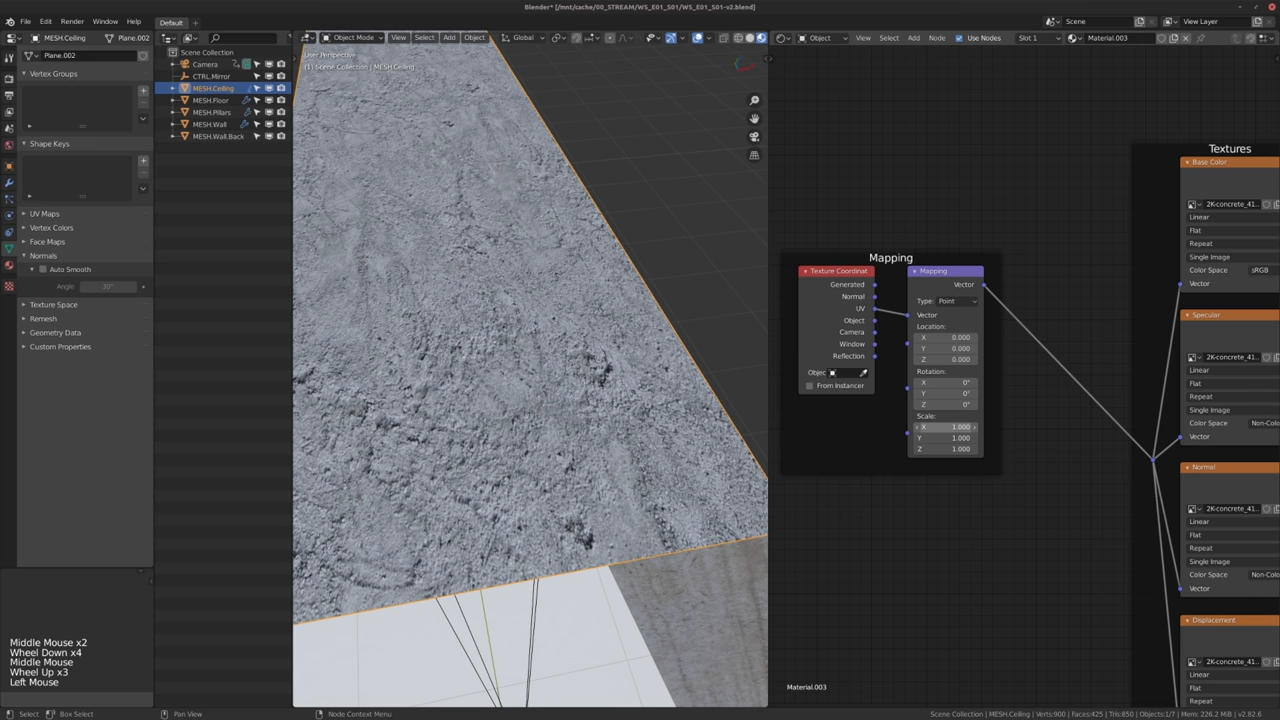 Blender* [/mnt/cache/00_STREAM/WS_E01_S01/WS_E01_S01-v2.blend]
File Edit Render Window Help Default Scene View Layer
MESH.Ceiling Plane.002
Object Mode View Select Add Object Global
Object View Select Add Node Use Nodes Slot 1 Material.003
Plane.002
Vertex Groups
Shape Keys
UV Maps
Vertex Colors
Face Maps
Normals
Auto Smooth
Angle 30°
Texture Space
Remesh
Geometry Data
Custom Properties
Scene Collection
Camera
CTRL.Mirror
MESH.Ceiling
MESH.Floor
MESH.Pillars
MESH.Wall
MESH.Wall.Back
User Perspective
(1) Scene Collection | MESH.Ceiling
Mapping
Texture Coordinat
Generated
Normal
UV
Object
Camera
Window
Reflection
Objec
From Instancer
Mapping
Vector
Type: Point
Vector
Location:
X 0.000
Y 0.000
Z 0.000
Rotation:
X 0°
Y 0°
Z 0°
Scale:
X 1.000
Y 1.000
Z 1.000
Textures
Base Color
2K-concrete_41..
Linear
Flat
Repeat
Single Image
Color Space sRGB
Vector
Specular
2K-concrete_41..
Linear
Flat
Repeat
Single Image
Color Space Non-Colo
Vector
Normal
2K-concrete_41..
Linear
Flat
Repeat
Single Image
Color Space Non-Colo
Vector
Displacement
2K-concrete_41..
Linear
Flat
Repeat
Material.003
Middle Mouse x2
Wheel Down x4
Middle Mouse
Wheel Up x3
Left Mouse
Select Box Select Pan View Node Context Menu Scene Collection | MESH.Ceiling | Verts:900 | Faces:425 | Tris:850 | Objects:1/7 | Mem: 226.2 MiB | v2.82.6